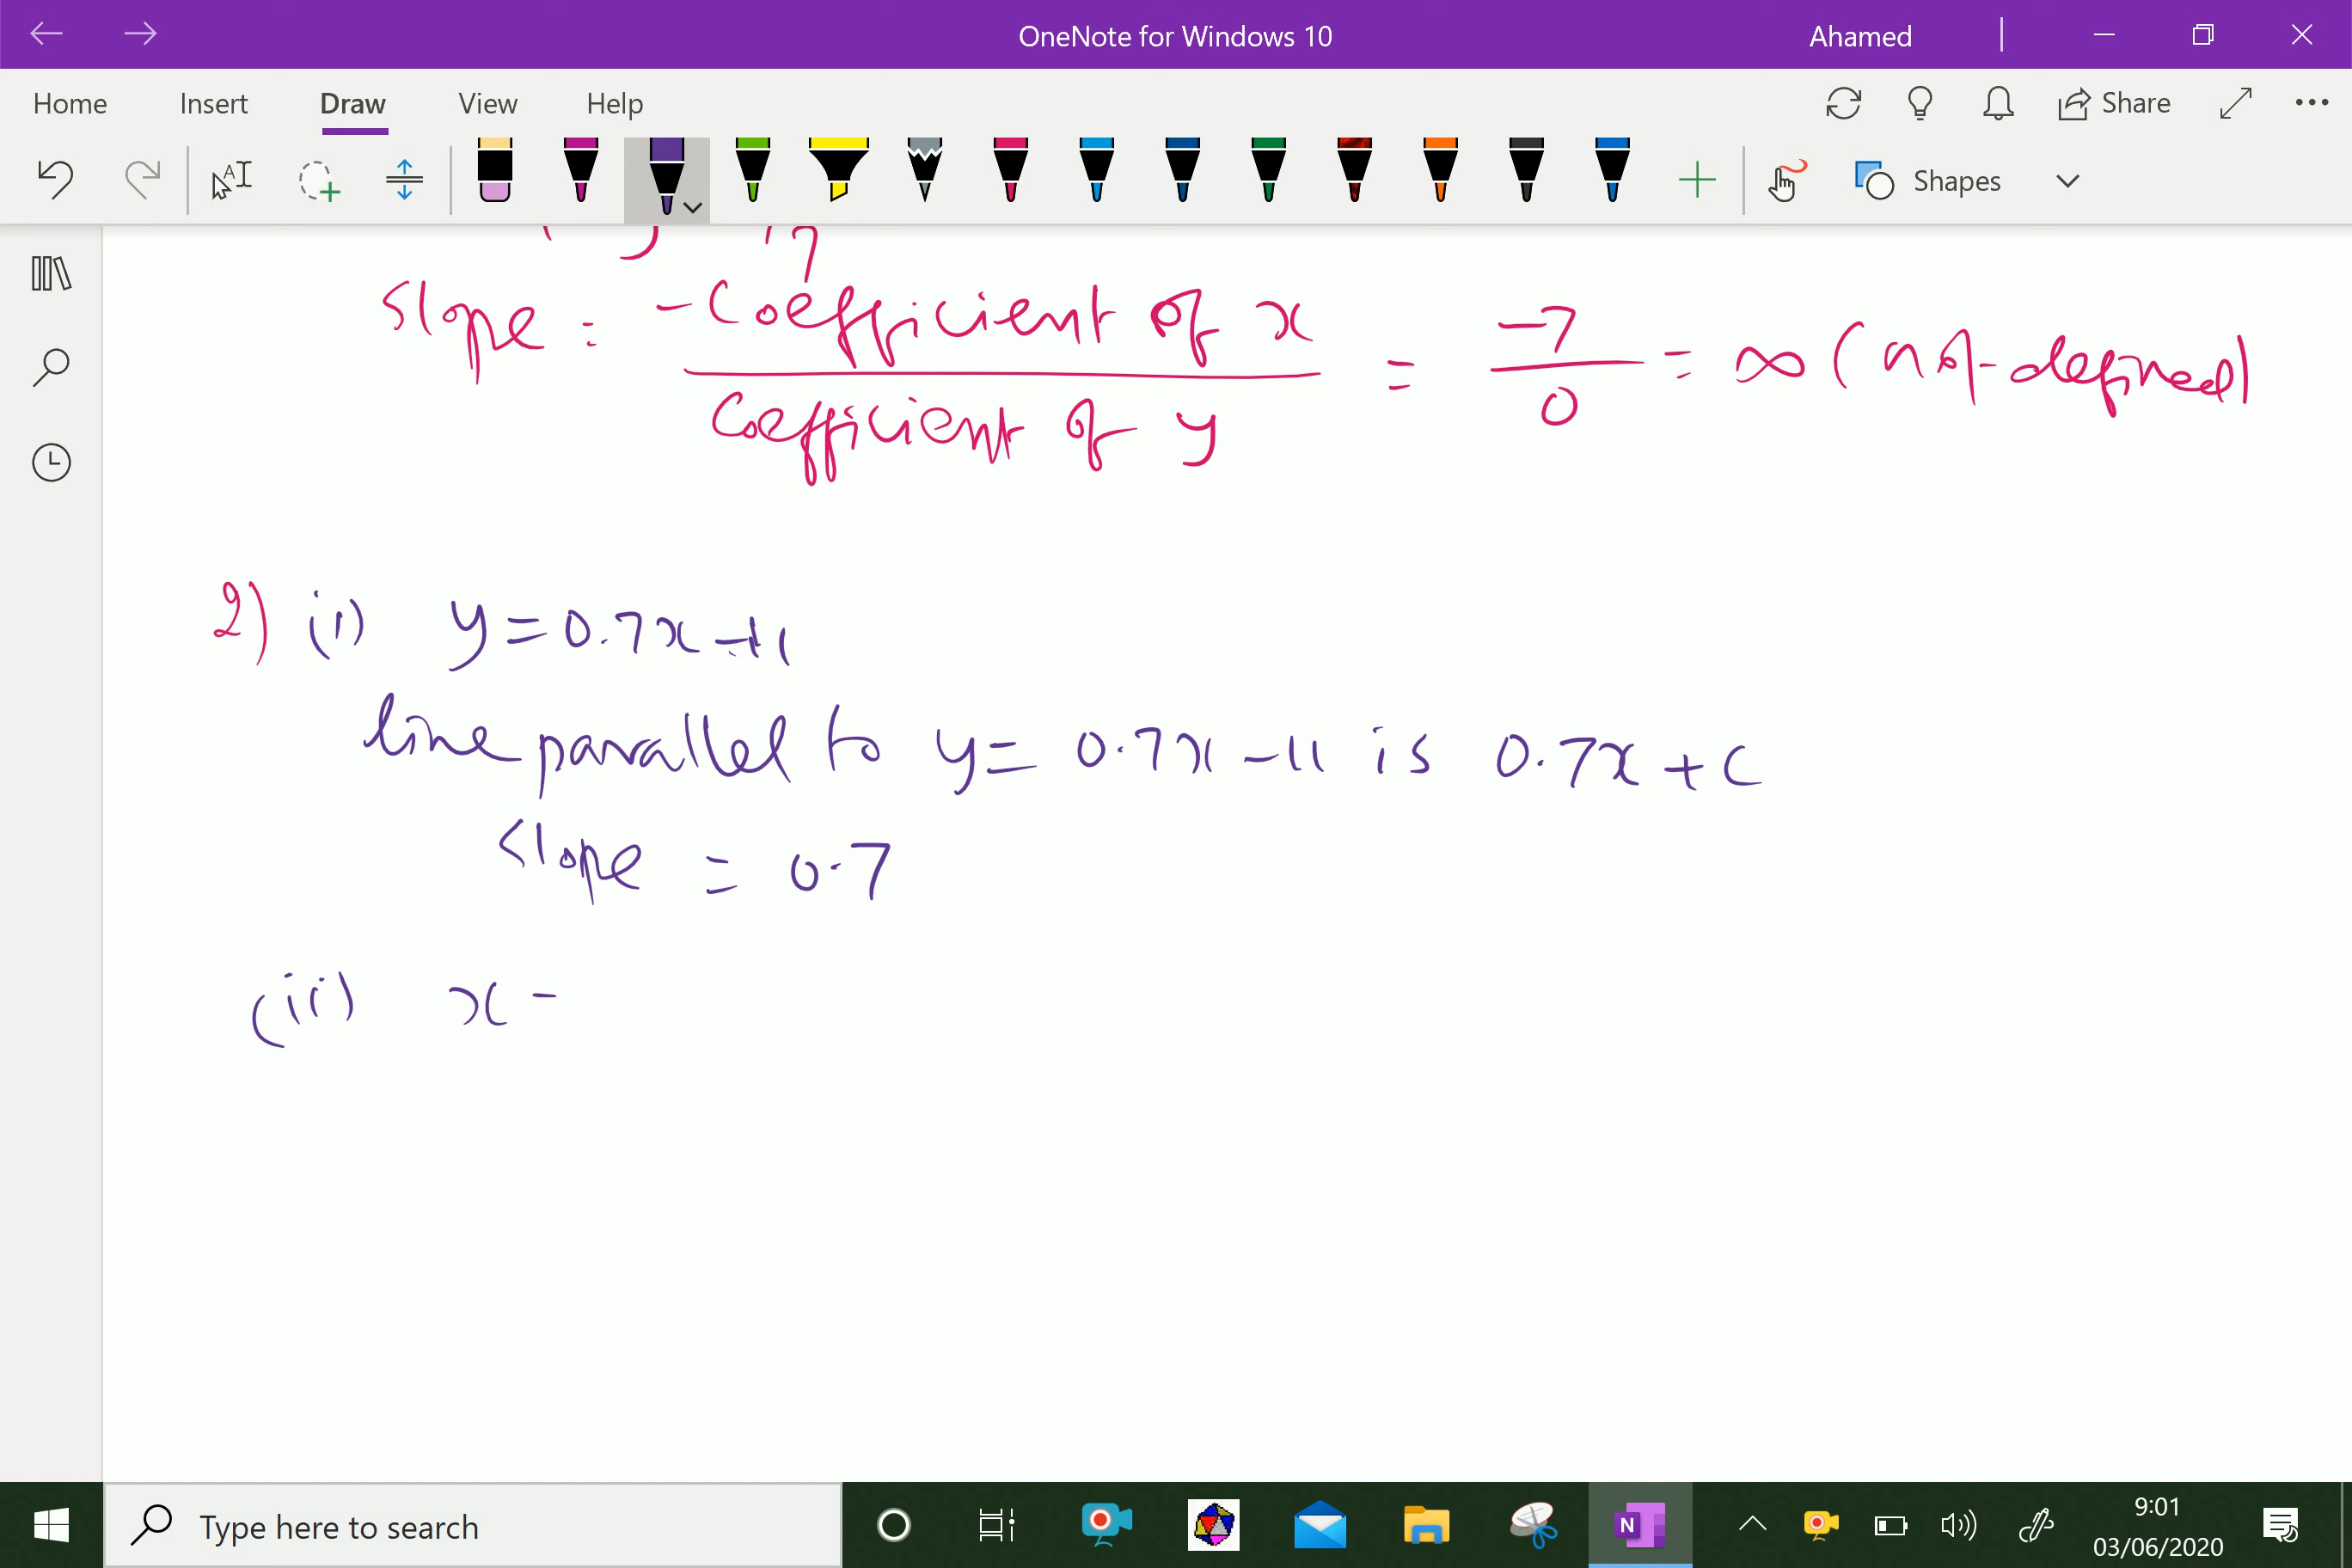 OneNote for Windows 10
Ahamed
Home Insert Draw View Help
Share
Shapes
slope = -Coefficient of x / Coefficient of y = -7/0 = ∞ (not-defined)
2) (i) y=0.7x-11
line parallel to y= 0.7x-11 is 0.7x+c
slope = 0.7
(ii) x-
Type here to search
N
9:01
03/06/2020